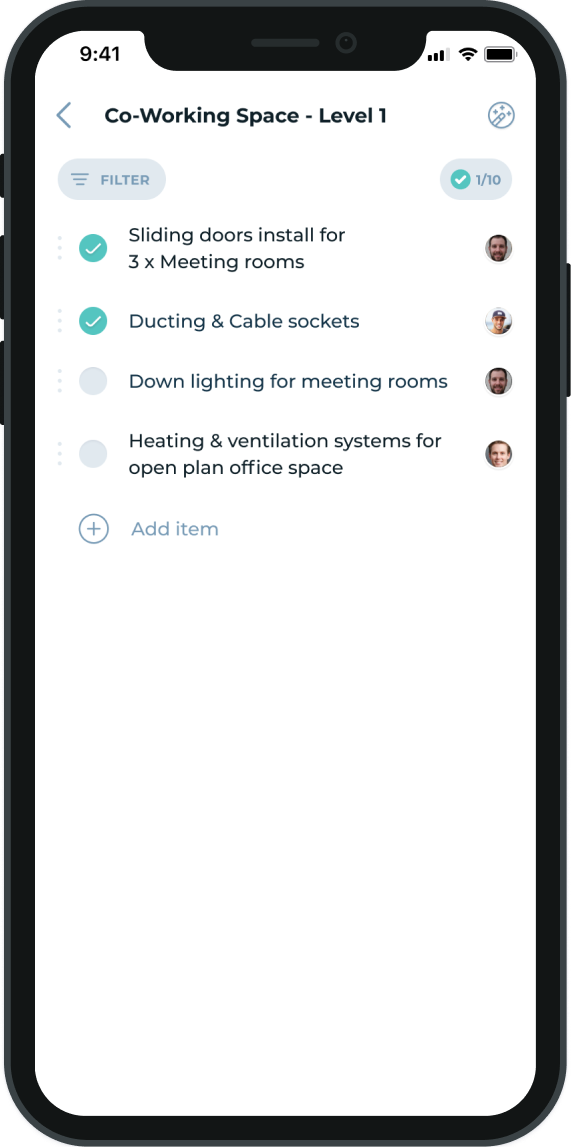 9:41
Co-Working Space - Level 1
FILTER
1/10
Sliding doors install for
3 x Meeting rooms
Ducting & Cable sockets
Down lighting for meeting rooms
Heating & ventilation systems for
open plan office space
Add item